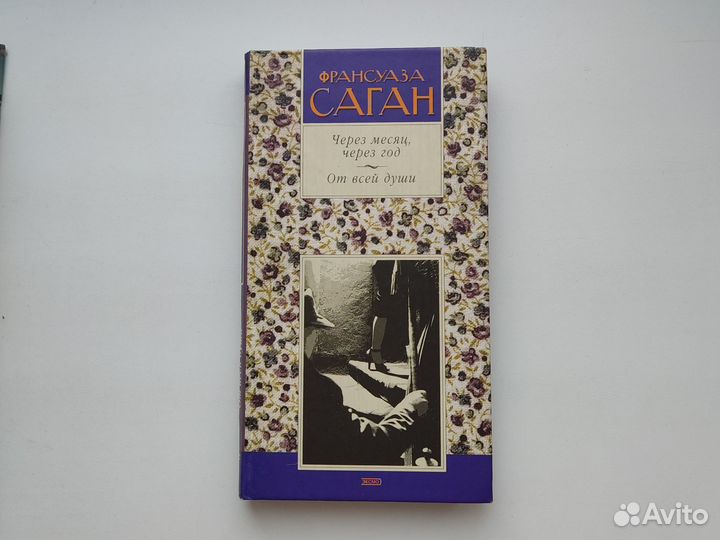 ФРАНСУАЗА
САГАН
Через месяц,
через год
От всей души
ЭКСМО
Avito